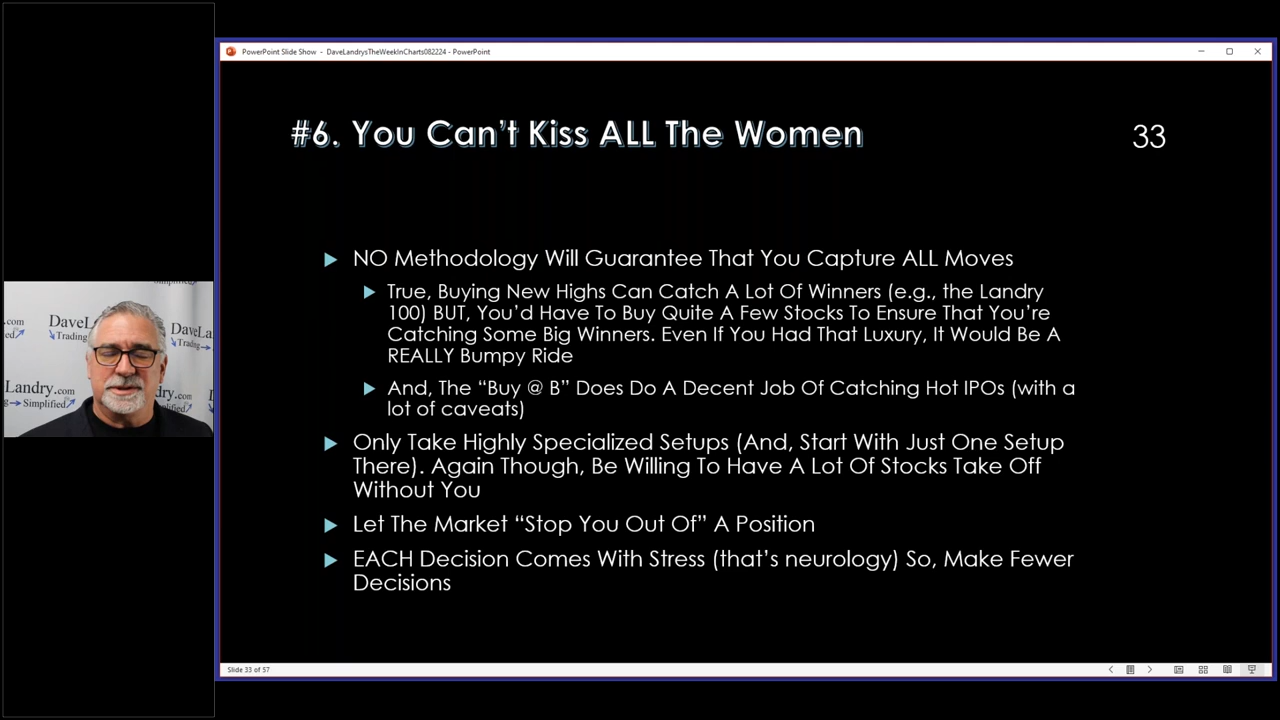 PowerPoint Slide Show - DaveLandrysTheWeekInCharts082224 - PowerPoint
#6. You Can't Kiss ALL The Women
33
NO Methodology Will Guarantee That You Capture ALL Moves
True, Buying New Highs Can Catch A Lot Of Winners (e.g., the Landry
100) BUT, You'd Have To Buy Quite A Few Stocks To Ensure That You're
Catching Some Big Winners. Even If You Had That Luxury, It Would Be A
REALLY Bumpy Ride
And, The “Buy @ B” Does Do A Decent Job Of Catching Hot IPOs (with a
lot of caveats)
Only Take Highly Specialized Setups (And, Start With Just One Setup
There). Again Though, Be Willing To Have A Lot Of Stocks Take Off
Without You
Let The Market “Stop You Out Of” A Position
EACH Decision Comes With Stress (that's neurology) So, Make Fewer
Decisions
.com
DaveLa
DaveLa
Trading
Trading
Landry.com
Simplified
Slide 33 of 57